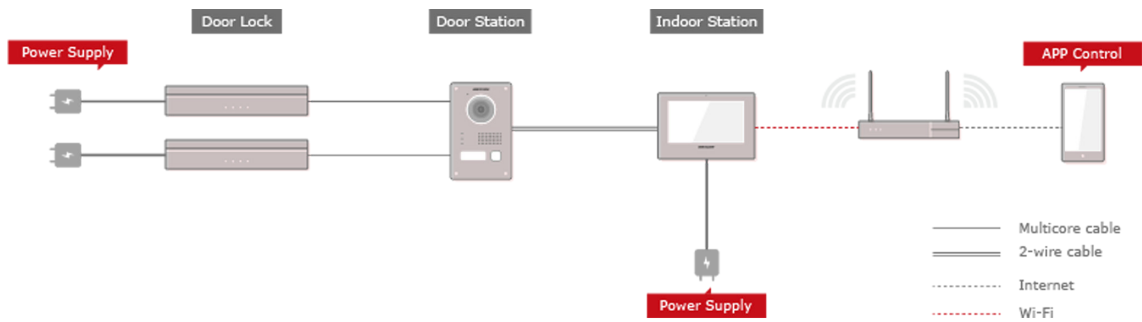 Door Lock
Door Station
Indoor Station
Power Supply
APP Control
Multicore cable
2-wire cable
Internet
Power Supply
Wi-Fi